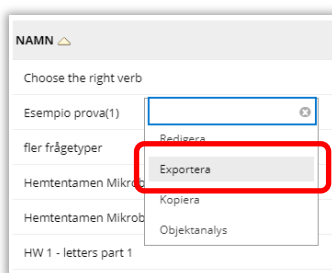 NAMN
Choose the right verb
Esempio prova(1)
Redigera
fler frågetyper
Exportera
Hemtentamen Mikrob
Kopiera
Hemtentamen Mikrob
Objektanalys
HW 1 - letters part 1